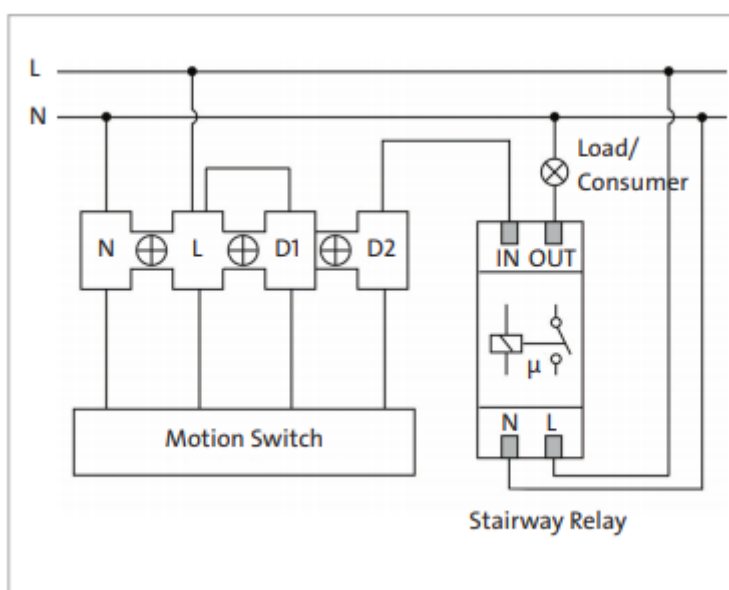 L
N
Load/
Consumer
N L D1 D2
IN OUT
μ
N L
Motion Switch
Stairway Relay